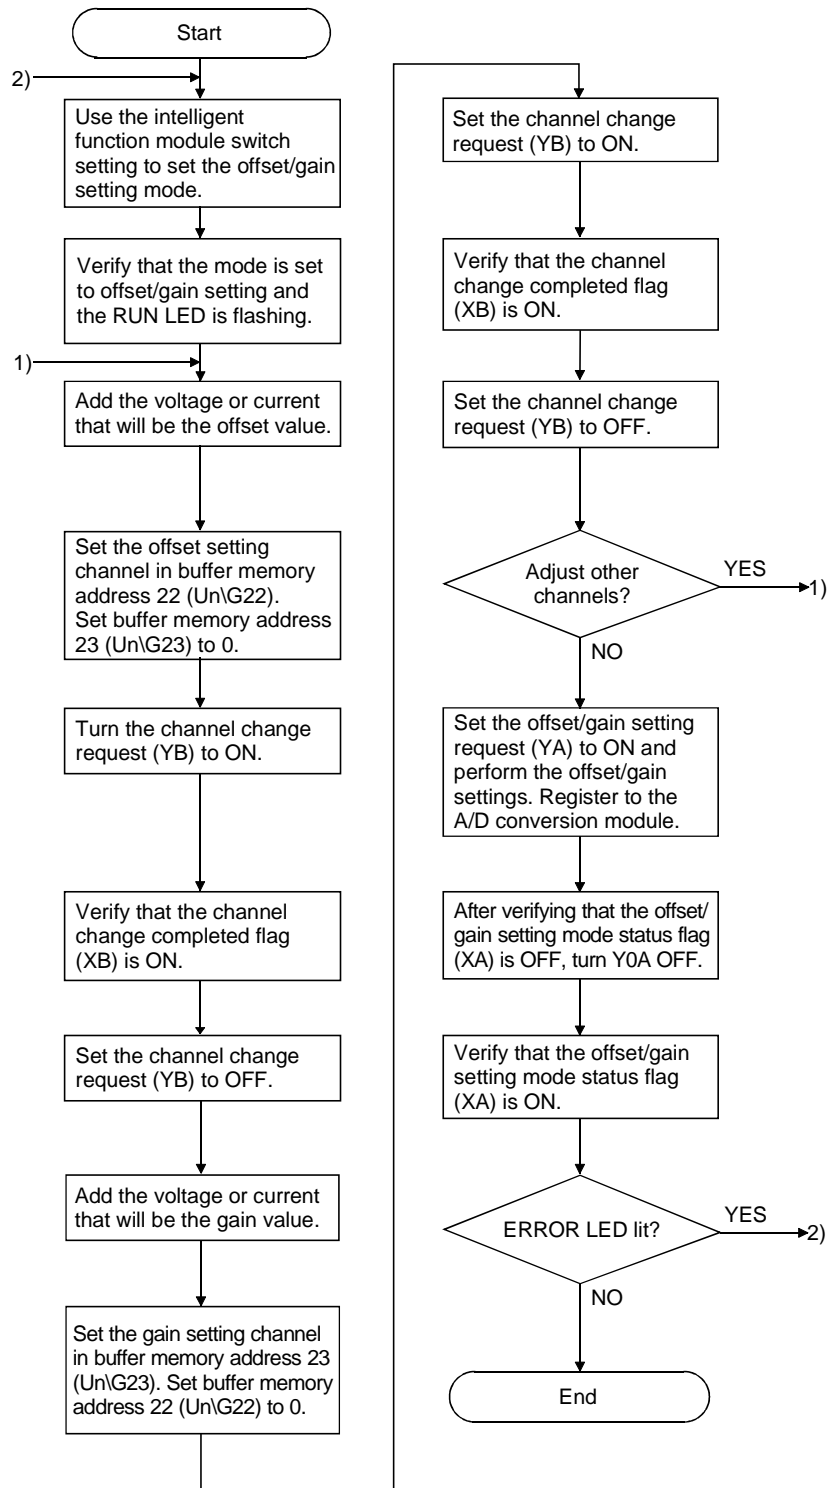 Start
2)
Use the intelligent
function module switch
setting to set the offset/gain
setting mode.
Verify that the mode is set
to offset/gain setting and
the RUN LED is flashing.
1)
Add the voltage or current
that will be the offset value.
Set the offset setting
channel in buffer memory
address 22 (Un\G22).
Set buffer memory address
23 (Un\G23) to 0.
Turn the channel change
request (YB) to ON.
Verify that the channel
change completed flag
(XB) is ON.
Set the channel change
request (YB) to OFF.
Add the voltage or current
that will be the gain value.
Set the gain setting channel
in buffer memory address 23
(Un\G23). Set buffer memory
address 22 (Un\G22) to 0.
Set the channel change
request (YB) to ON.
Verify that the channel
change completed flag
(XB) is ON.
Set the channel change
request (YB) to OFF.
Adjust other
channels?
YES
1)
NO
Set the offset/gain setting
request (YA) to ON and
perform the offset/gain
settings. Register to the
A/D conversion module.
After verifying that the offset/
gain setting mode status flag
(XA) is OFF, turn Y0A OFF.
Verify that the offset/gain
setting mode status flag
(XA) is ON.
ERROR LED lit?
YES
2)
NO
End